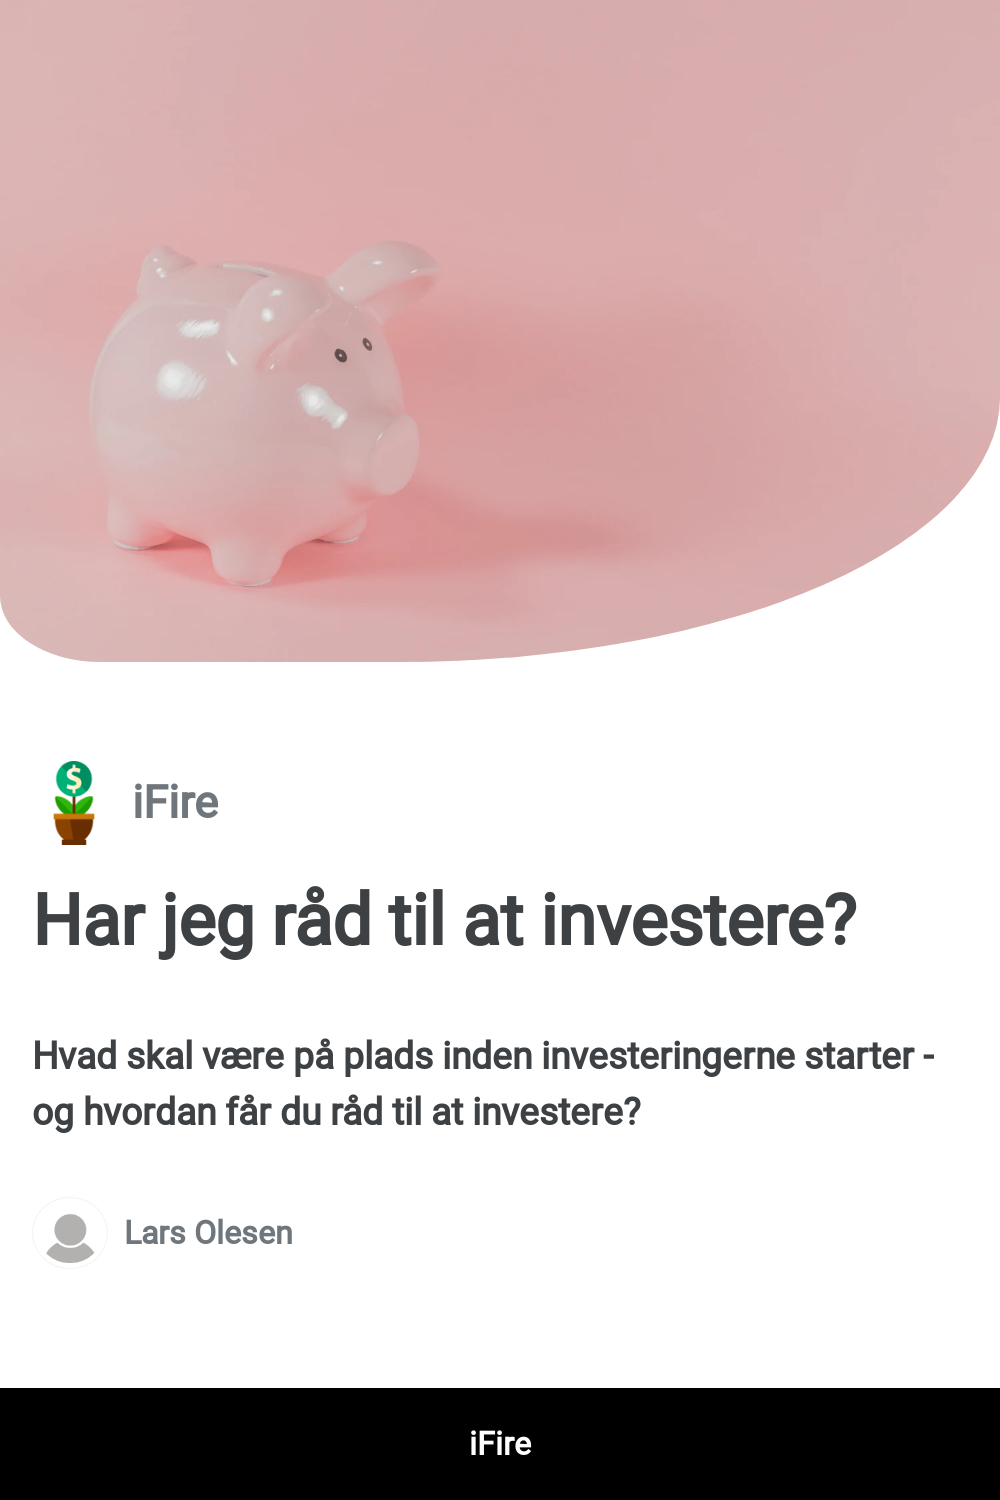 iFire
Har jeg råd til at investere?
Hvad skal være på plads inden investeringerne starter -
og hvordan får du råd til at investere?
Lars Olesen
iFire